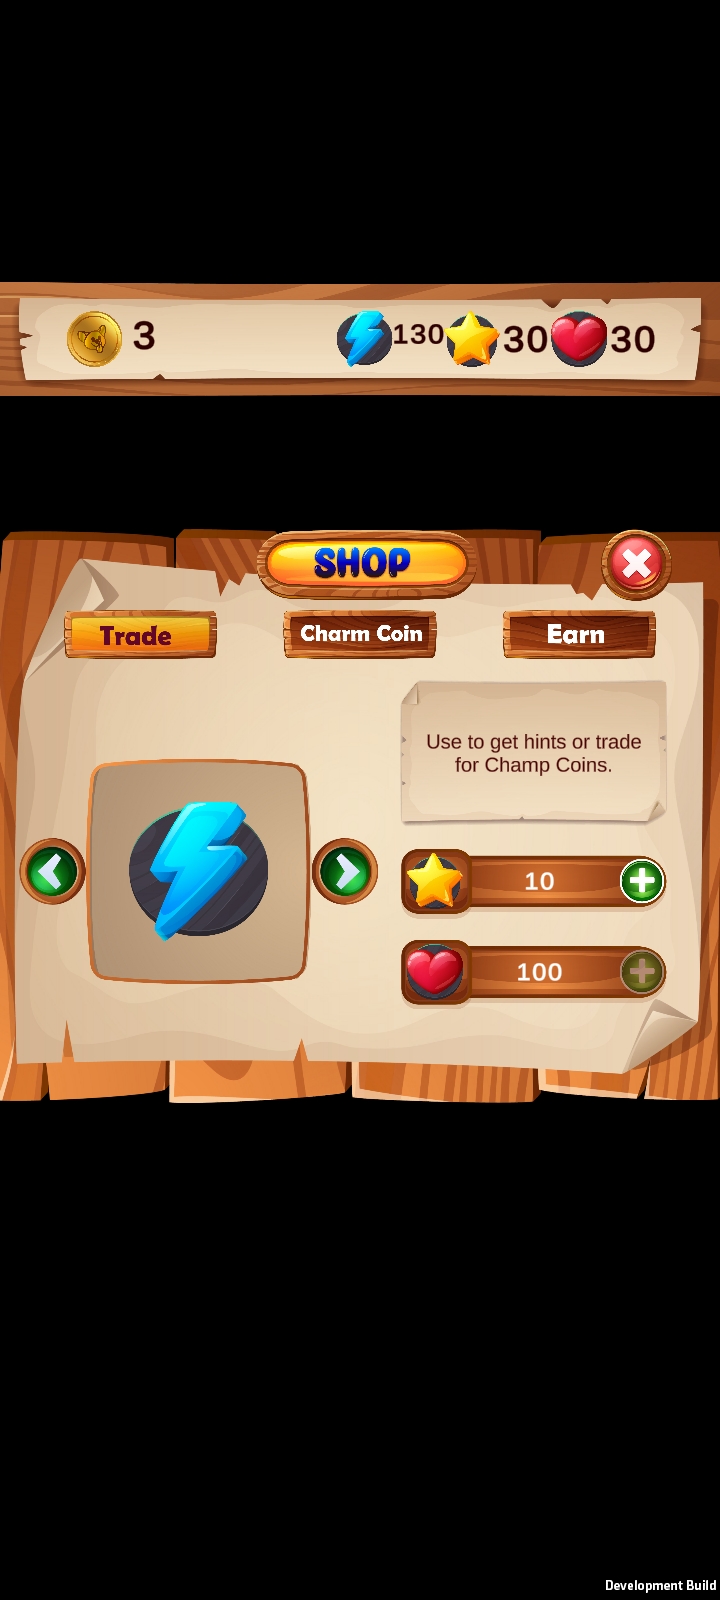 3
130
30
30
SHOP
Trade
Charm Coin
Earn
Use to get hints or trade
for Champ Coins.
10
100
Development Build